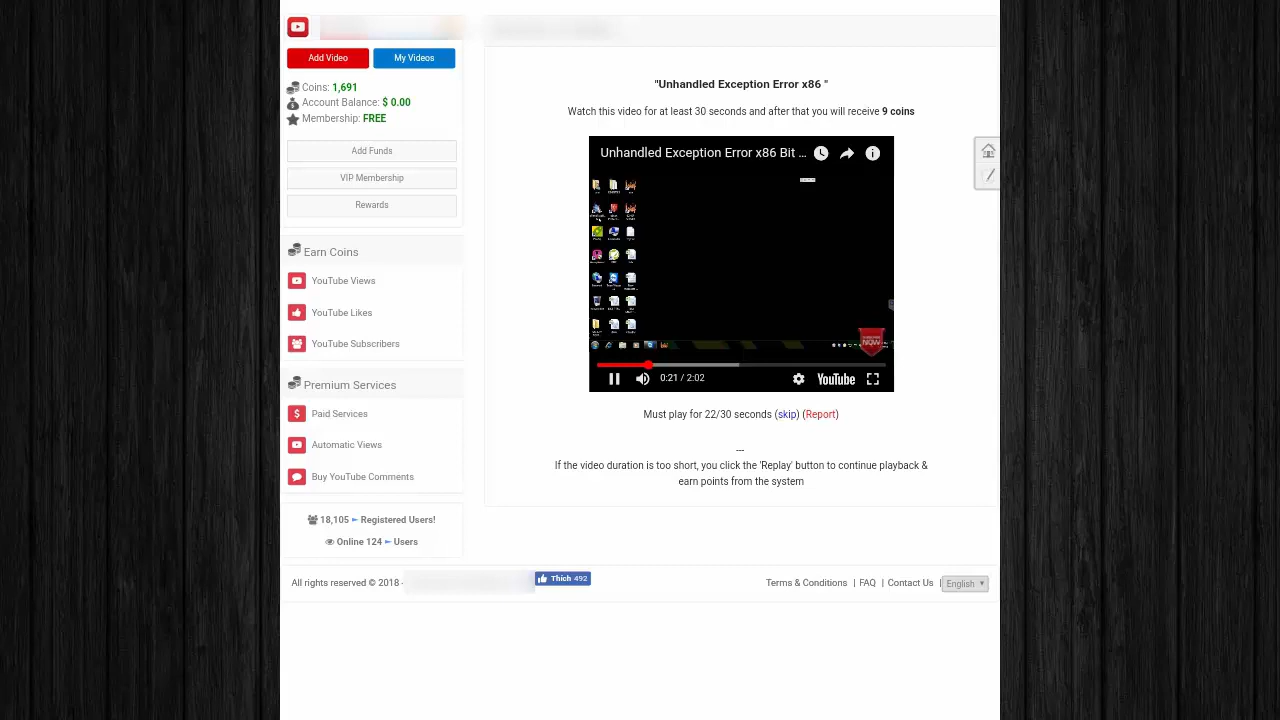 Add Video
My Videos
Coins: 1,691
Account Balance: $ 0.00
Membership: FREE
Add Funds
VIP Membership
Rewards
Earn Coins
YouTube Views
YouTube Likes
YouTube Subscribers
Premium Services
Paid Services
Automatic Views
Buy YouTube Comments
18,105 ► Registered Users!
Online 124 ► Users
"Unhandled Exception Error x86 "
Watch this video for at least 30 seconds and after that you will receive 9 coins
Unhandled Exception Error x86 Bit ...
NOW
0:21 / 2:02
YouTube
Must play for 22/30 seconds (skip) (Report)
---
If the video duration is too short, you click the 'Replay' button to continue playback &
earn points from the system
All rights reserved © 2018 -
Thích 492
Terms & Conditions | FAQ | Contact Us | English ▼